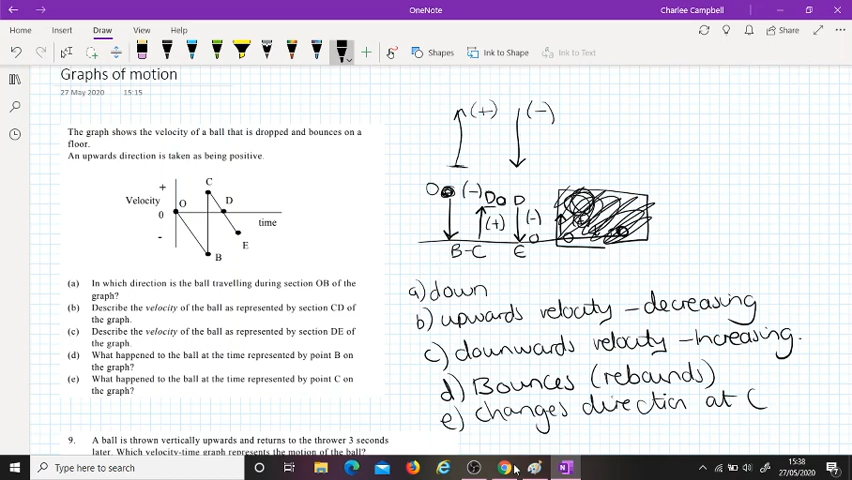 OneNote
Charlee Campbell
Home Insert Draw History Review View Help Share
Shapes Ink to Shape Ink to Text
Graphs of motion
27 May 2020 15:15
The graph shows the velocity of a ball that is dropped and bounces on a
floor.
An upwards direction is taken as being positive.
+
Velocity
0
-
O
C
D
B
E
time
(a) In which direction is the ball travelling during section OB of the
graph?
(b) Describe the velocity of the ball as represented by section CD of
the graph.
(c) Describe the velocity of the ball as represented by section DE of
the graph.
(d) What happened to the ball at the time represented by point B on
the graph?
(e) What happened to the ball at the time represented by point C on
the graph?
9. A ball is thrown vertically upwards and returns to the thrower 3 seconds
later. Which velocity-time graph represents the motion of the ball?
(+) (-)
O (-) D D
(+) (-)
B-C E
a) down
b) upwards velocity - decreasing
c) downwards velocity - increasing.
d) Bounces (rebounds)
e) changes direction at C
Type here to search
15:38
27/05/2020